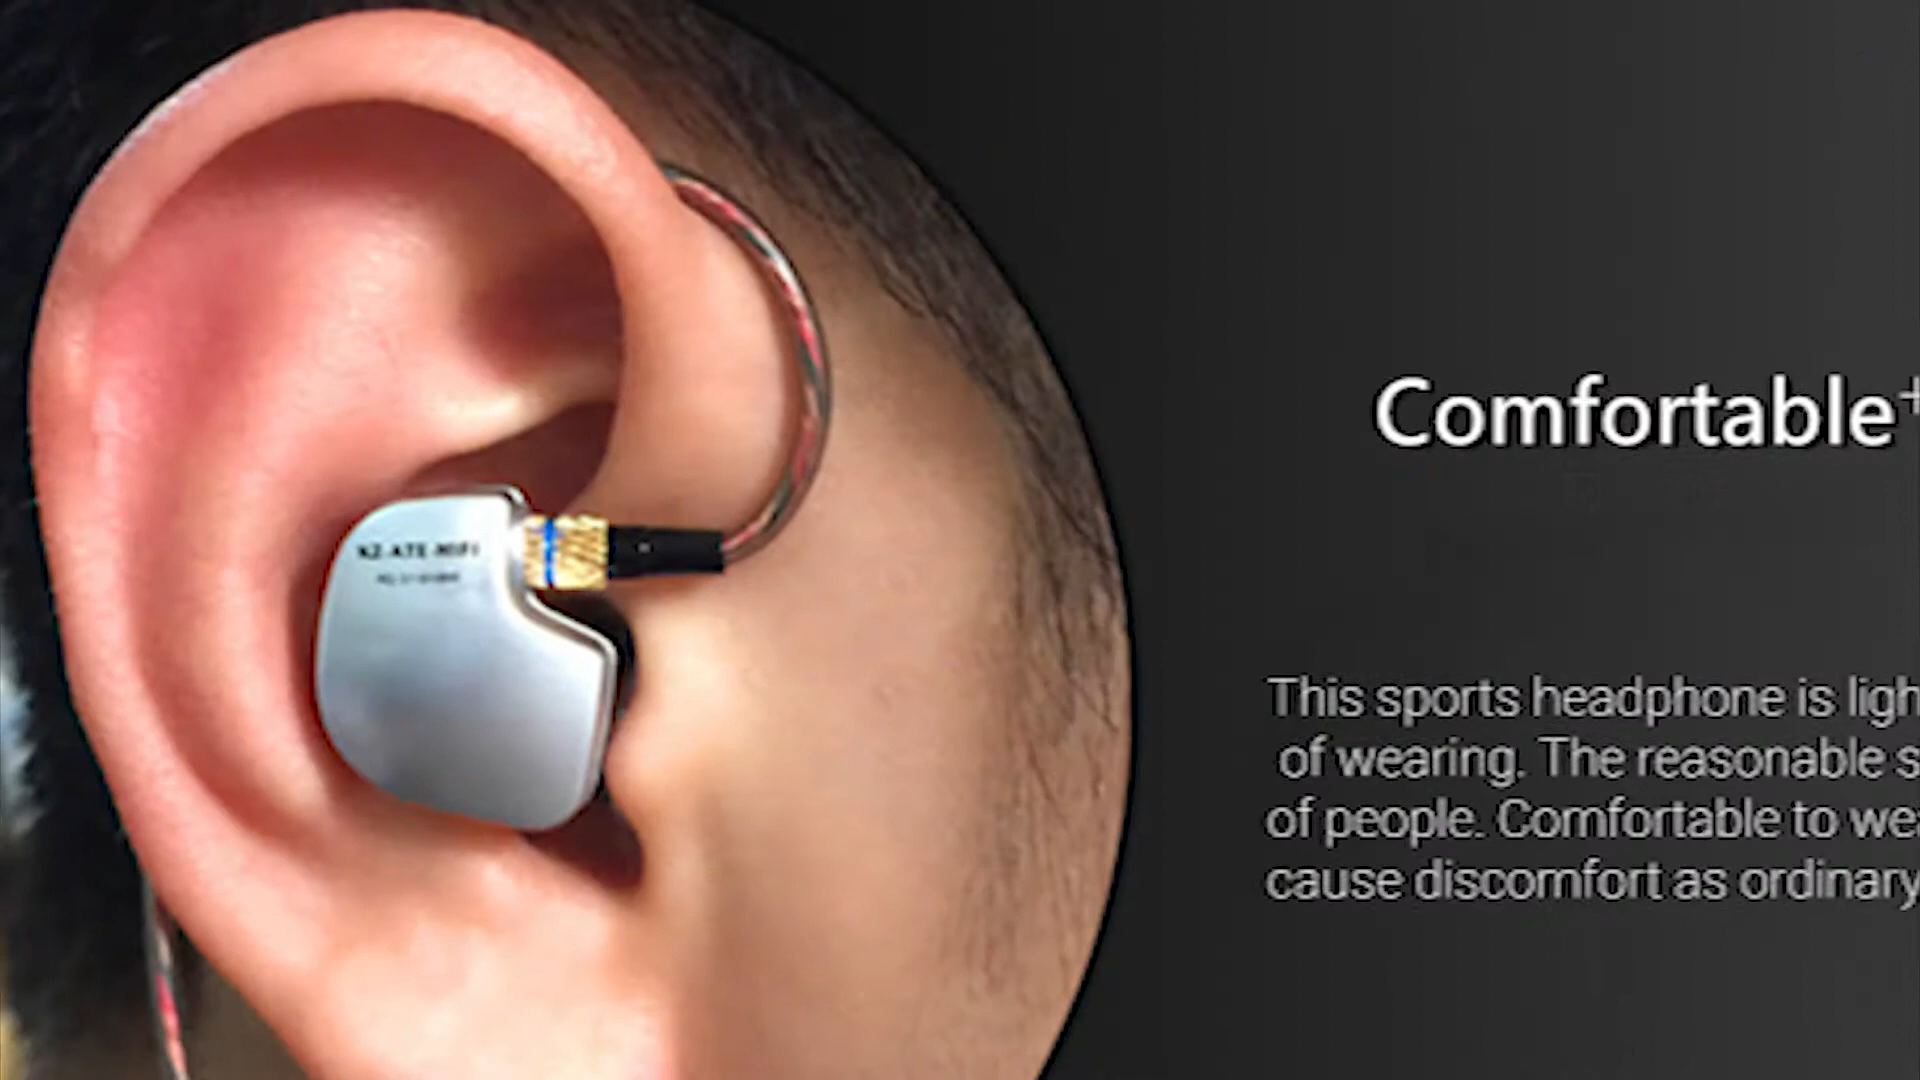 KZ-ATE-HIFI
Comfortable+
This sports headphone is ligh
of wearing. The reasonable s
of people. Comfortable to we
cause discomfort as ordinary